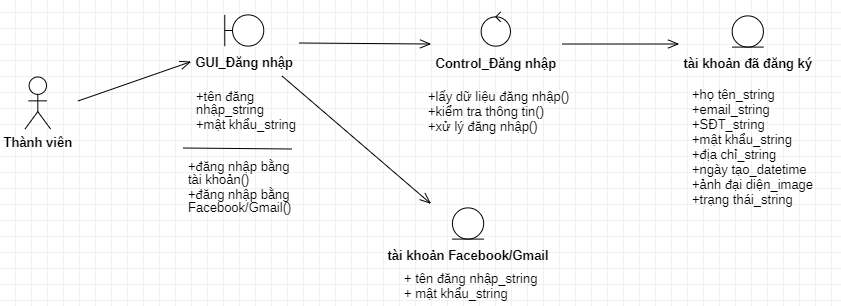 Thành viên
GUI_Đăng nhập
+tên đăng
nhập_string
+mật khẩu_string
+đăng nhập bằng
tài khoản()
+đăng nhập bằng
Facebook/Gmail()
Control_Đăng nhập
+lấy dữ liệu đăng nhập()
+kiểm tra thông tin()
+xử lý đăng nhập()
tài khoản đã đăng ký
+họ tên_string
+email_string
+SĐT_string
+mật khẩu_string
+địa chỉ_string
+ngày tạo_datetime
+ảnh đại diện_image
+trạng thái_string
tài khoản Facebook/Gmail
+ tên đăng nhập_string
+ mật khẩu_string